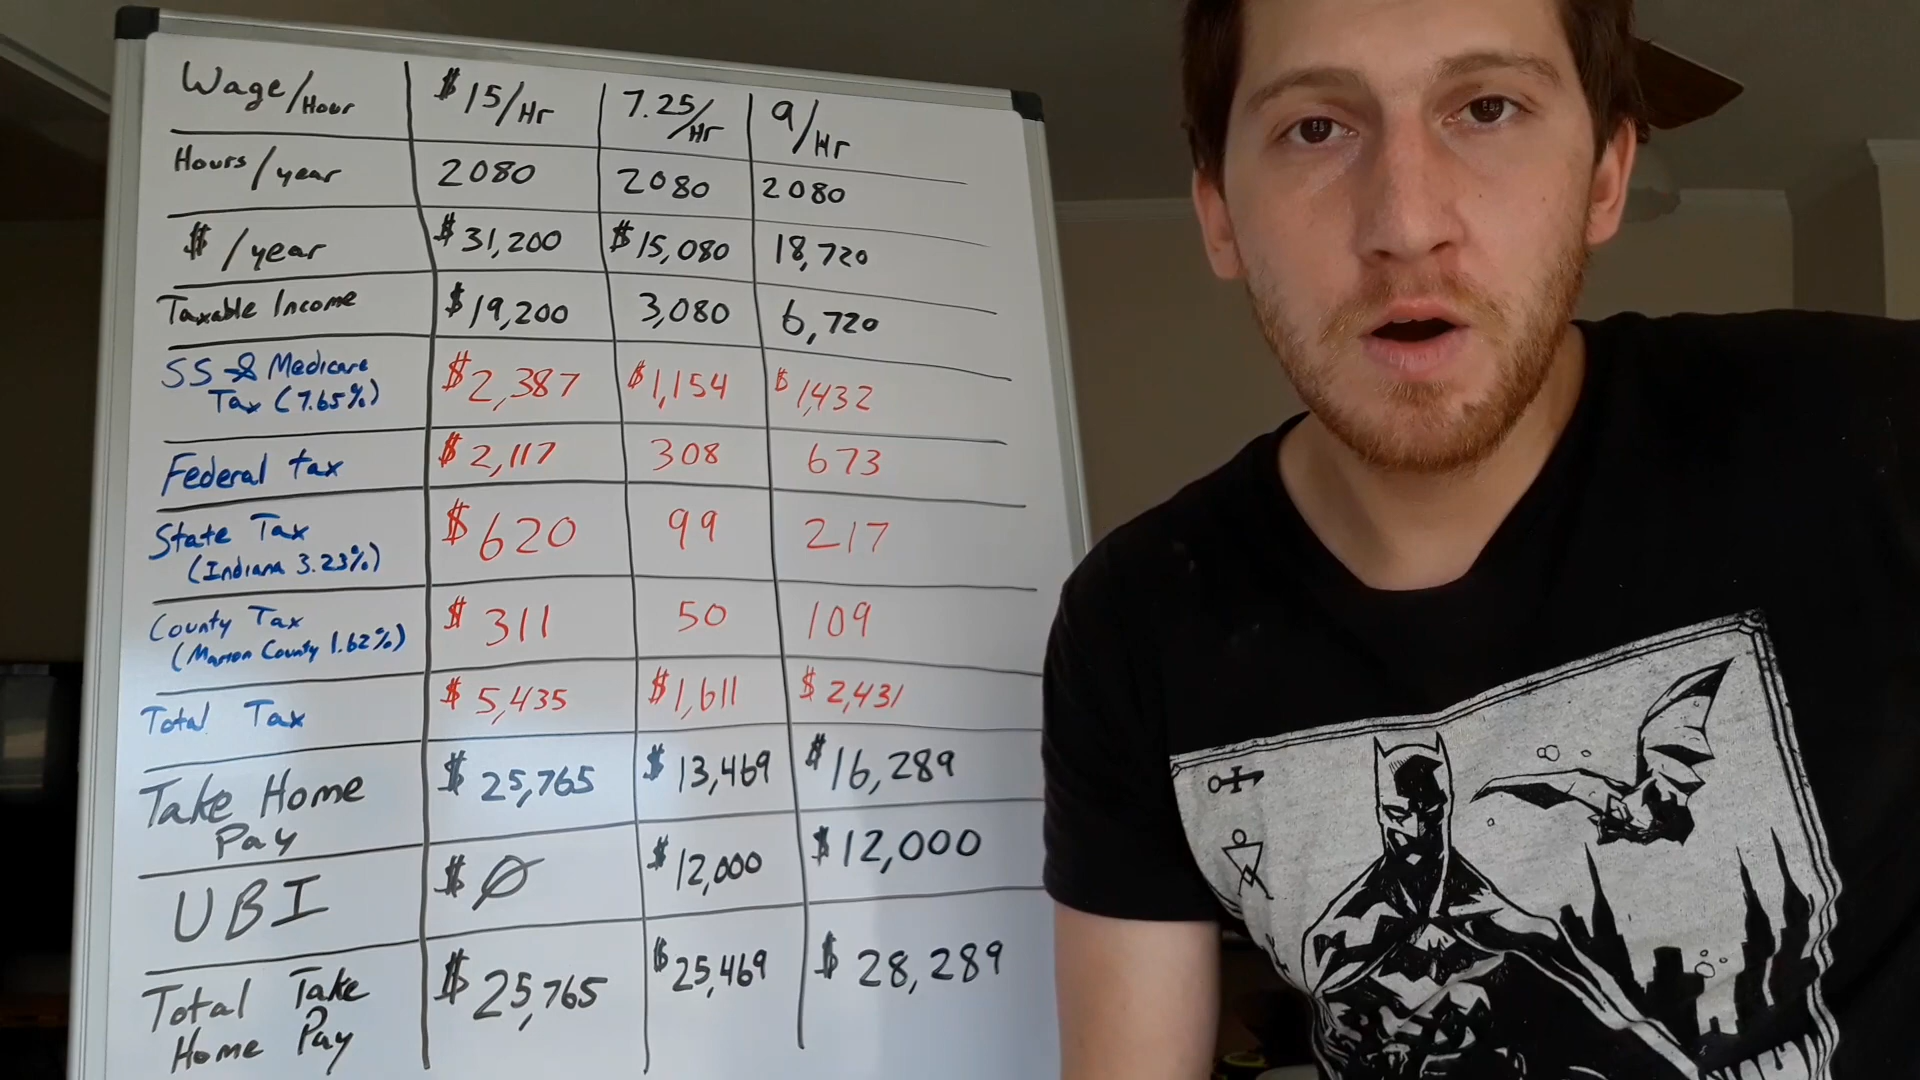 Wage/Hour $15/Hr 7.25/Hr 9/Hr
Hours/year 2080 2080 2080
$/year $31,200 $15,080 18,720
Taxable Income $19,200 3,080 6,720
SS & Medicare $2,387 $1,154 $1,432
Tax (7.65%)
Federal tax $2,117 308 673
State Tax $620 99 217
(Indiana 3.23%)
County Tax $311 50 109
(Marion County 1.62%)
Total Tax $5,435 $1,611 $2,431
Take Home $25,765 $13,469 $16,289
Pay
UBI $0 $12,000 $12,000
Total Take $25,765 $25,469 $28,289
Home Pay